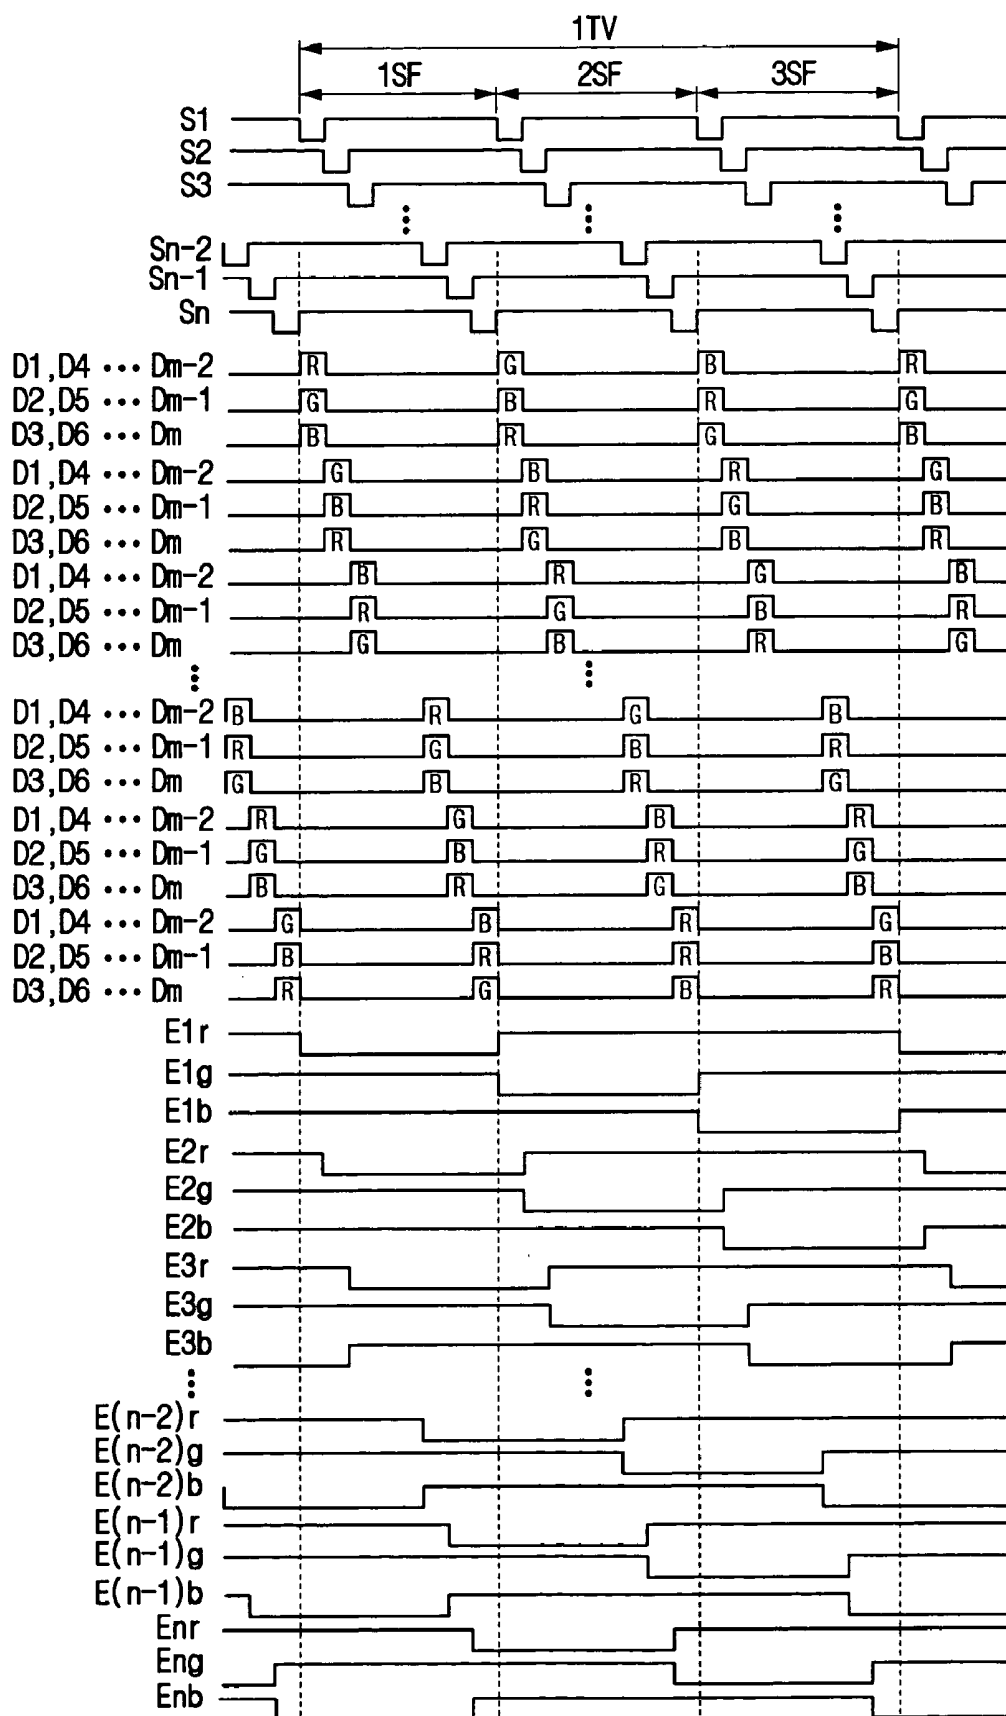 1TV
1SF 2SF 3SF
S1
S2
S3
Sn-2
Sn-1
Sn
D1,D4 ··· Dm-2 R G B R
D2,D5 ··· Dm-1 G B R G
D3,D6 ··· Dm B R G B
D1,D4 ··· Dm-2 G B R G
D2,D5 ··· Dm-1 B R G B
D3,D6 ··· Dm R G B R
D1,D4 ··· Dm-2 B R G B
D2,D5 ··· Dm-1 R G B R
D3,D6 ··· Dm G B R G
D1,D4 ··· Dm-2 B R G B
D2,D5 ··· Dm-1 R G B R
D3,D6 ··· Dm G B R G
D1,D4 ··· Dm-2 R G B R
D2,D5 ··· Dm-1 G B R G
D3,D6 ··· Dm B R G B
D1,D4 ··· Dm-2 G B R G
D2,D5 ··· Dm-1 B R R B
D3,D6 ··· Dm R G B R
E1r
E1g
E1b
E2r
E2g
E2b
E3r
E3g
E3b
E(n-2)r
E(n-2)g
E(n-2)b
E(n-1)r
E(n-1)g
E(n-1)b
Enr
Eng
Enb